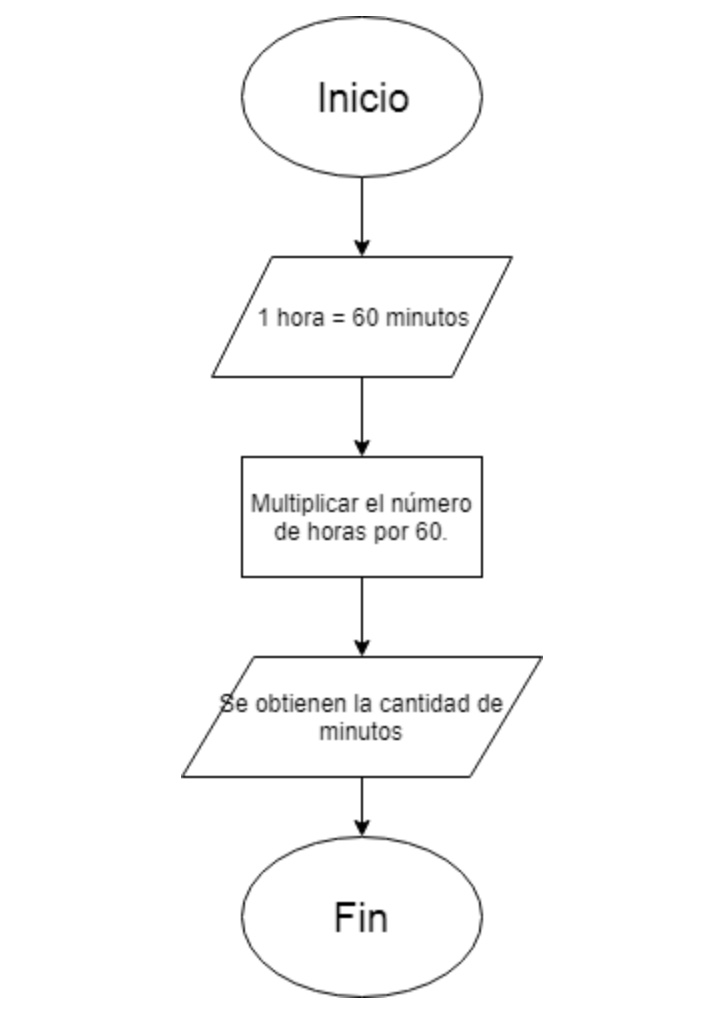 Inicio
1 hora = 60 minutos
Multiplicar el número
de horas por 60.
Se obtienen la cantidad de
minutos
Fin